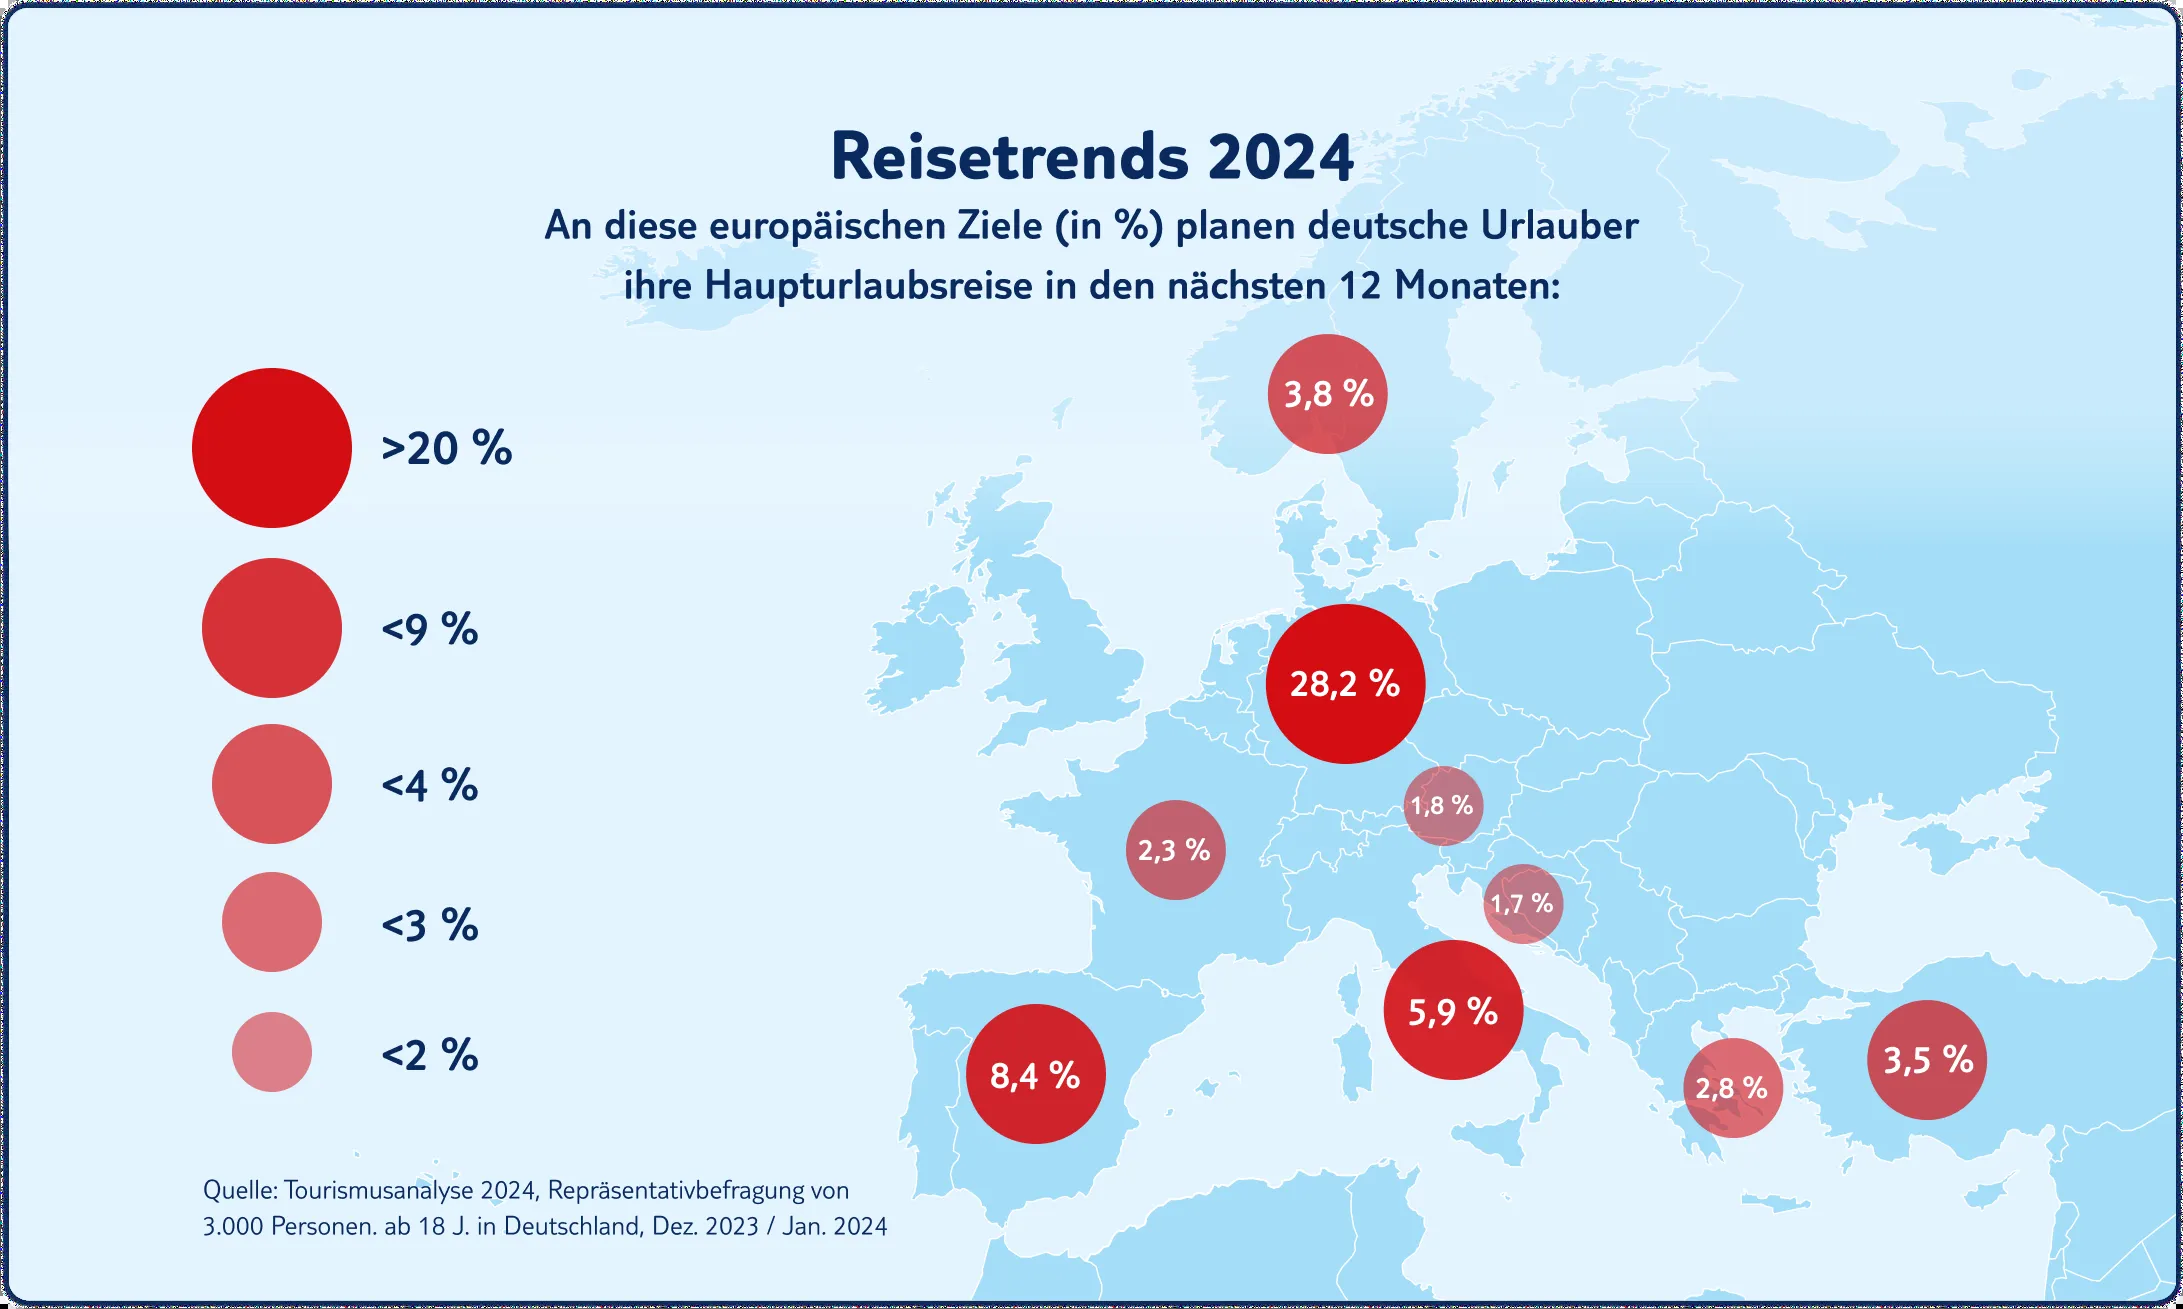 Reisetrends 2024
An diese europäischen Ziele (in %) planen deutsche Urlauber
ihre Haupturlaubsreise in den nächsten 12 Monaten:
>20 %
<9 %
<4 %
<3 %
<2 %
3,8 %
28,2 %
1,8 %
2,3 %
1,7 %
5,9 %
8,4 %
2,8 %
3,5 %
Quelle: Tourismusanalyse 2024, Repräsentativbefragung von
3.000 Personen. ab 18 J. in Deutschland, Dez. 2023 / Jan. 2024